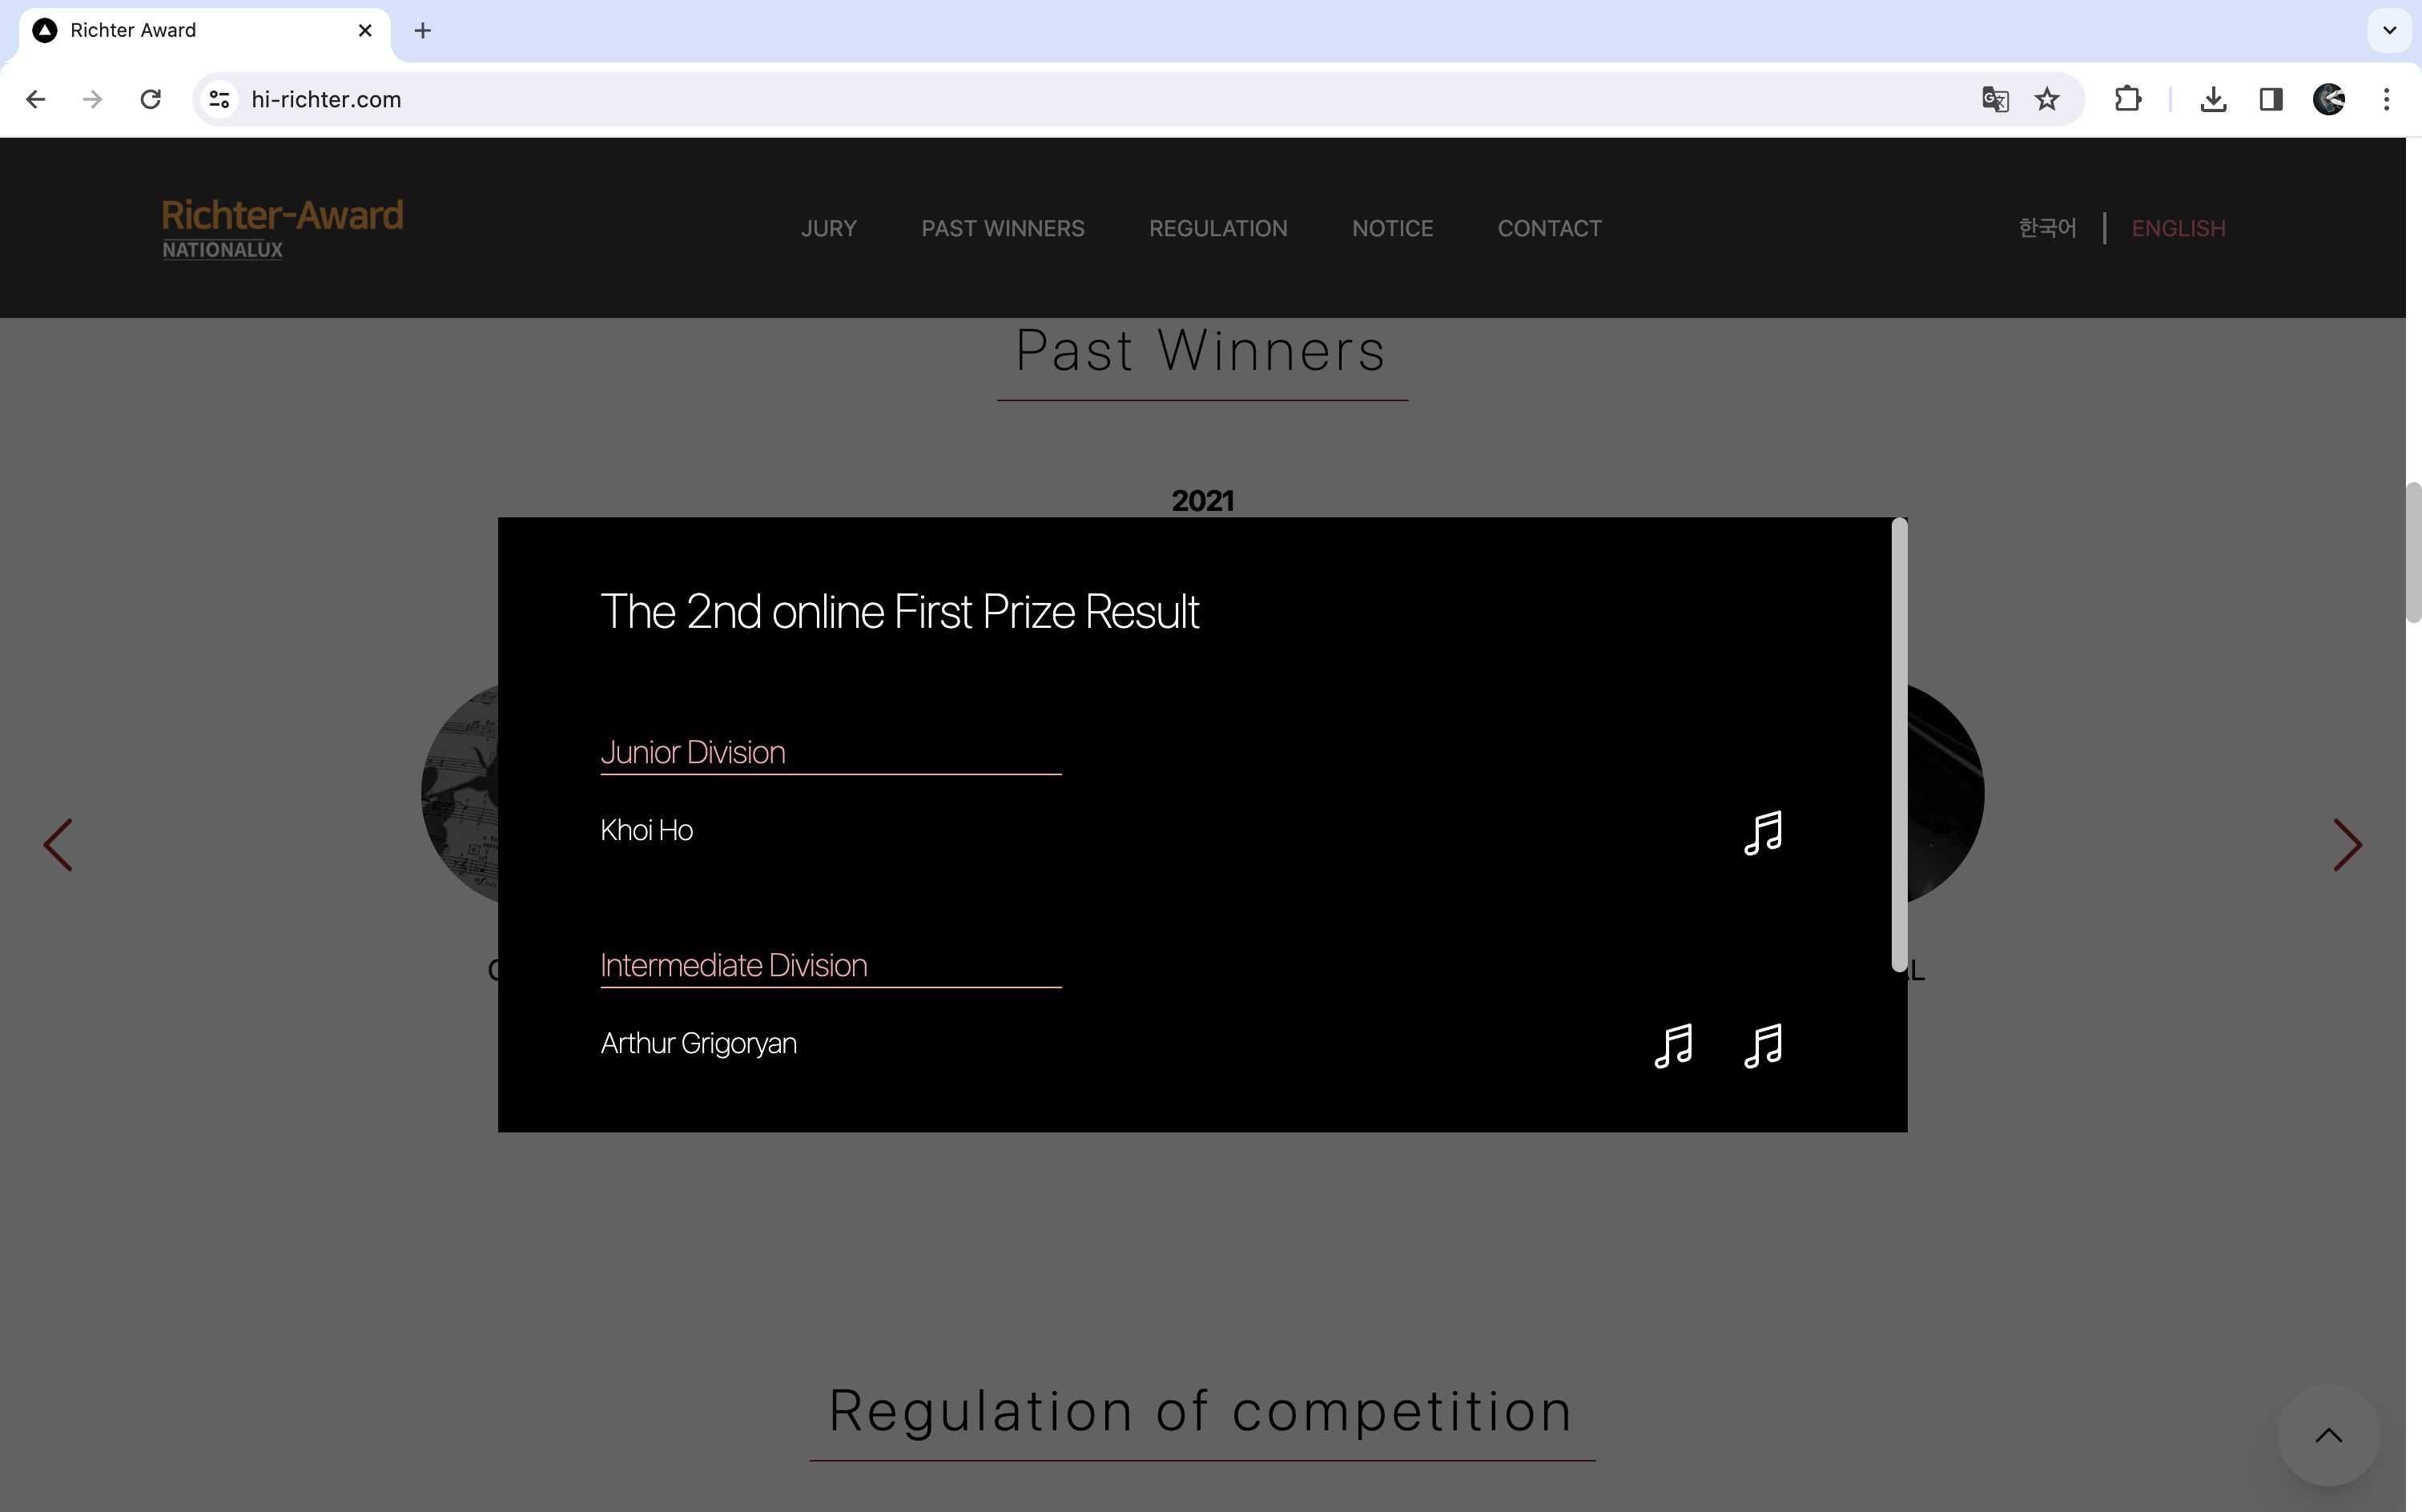 Richter Award
hi-richter.com
Richter-Award
NATIONALUX
JURY
PAST WINNERS
REGULATION
NOTICE
CONTACT
한국어
ENGLISH
Past Winners
2021
The 2nd online First Prize Result
Junior Division
Khoi Ho
Intermediate Division
Arthur Grigoryan
Regulation of competition